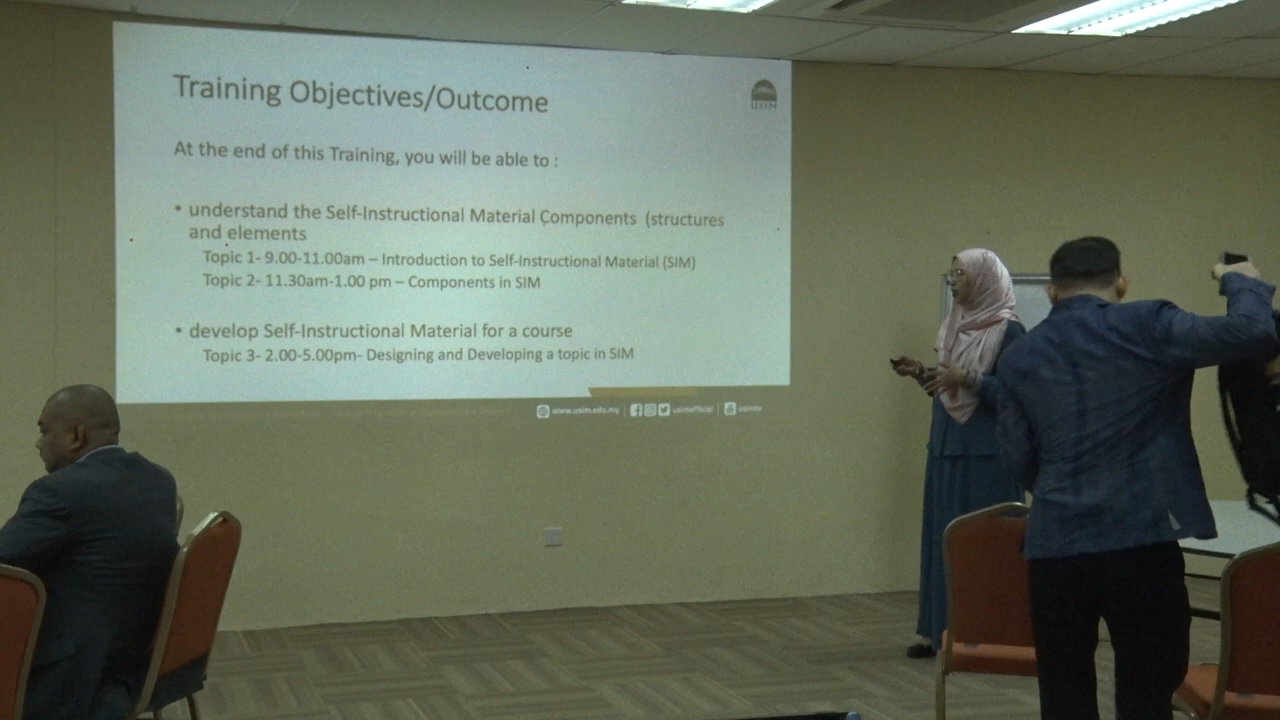 Training Objectives/Outcome
USIM
At the end of this Training, you will be able to :
• understand the Self-Instructional Material Components (structures
and elements
Topic 1- 9.00-11.00am – Introduction to Self-Instructional Material (SIM)
Topic 2- 11.30am-1.00 pm – Components in SIM
• develop Self-Instructional Material for a course
Topic 3- 2.00-5.00pm- Designing and Developing a topic in SIM
www.usim.edu.my | usimofficial | usimtv